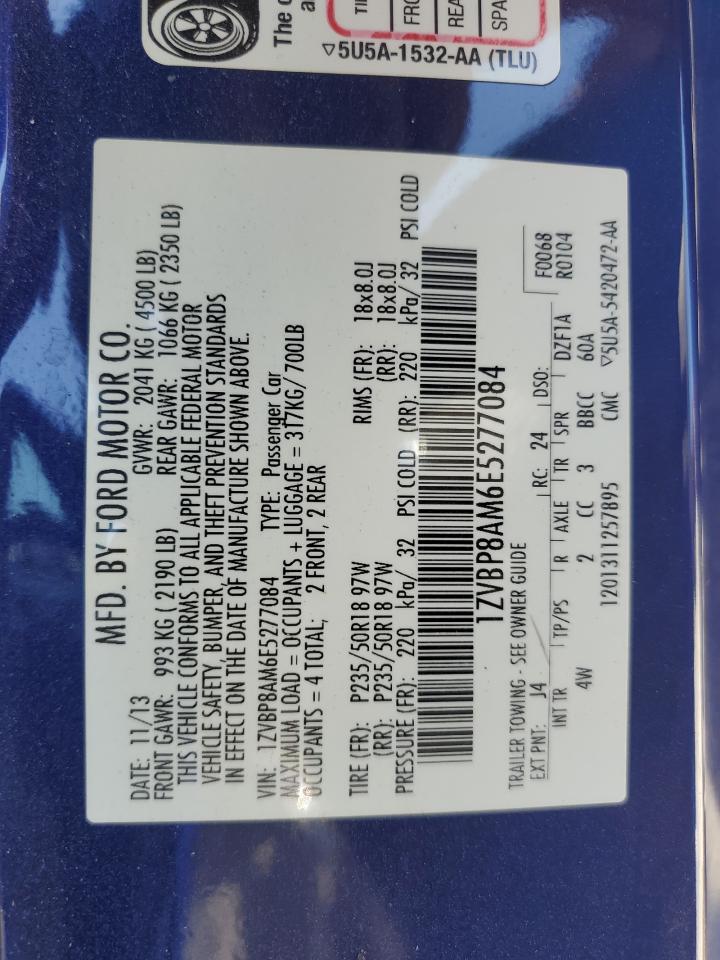 The
TI
FRO
REA
SPA
▽5U5A-1532-AA (TLU)
MFD. BY FORD MOTOR CO.
DATE: 11/13 GVWR: 2041 KG ( 4500 LB)
FRONT GAWR: 993 KG ( 2190 LB) REAR GAWR: 1066 KG ( 2350 LB)
THIS VEHICLE CONFORMS TO ALL APPLICABLE FEDERAL MOTOR
VEHICLE SAFETY, BUMPER, AND THEFT PREVENTION STANDARDS
IN EFFECT ON THE DATE OF MANUFACTURE SHOWN ABOVE.
VIN: 1ZVBP8AM6E5277084 TYPE: Passenger Car
MAXIMUM LOAD = OCCUPANTS + LUGGAGE = 317KG/ 700LB
OCCUPANTS = 4 TOTAL; 2 FRONT, 2 REAR
TIRE (FR): P235/50R18 97W RIMS (FR): 18x8.0J
(RR): P235/50R18 97W (RR): 18x8.0J
PRESSURE (FR): 220 kPa/ 32 PSI COLD (RR): 220 kPa/ 32 PSI COLD
1ZVBP8AM6E5277084
TRAILER TOWING - SEE OWNER GUIDE
EXT PNT: J4 RC: 24 DSO: F0068
INT TR TP/PS R AXLE TR SPR DZF1A R0104
4W 2 CC 3 BBCC 60A
1201311257895 CMC ▽5U5A-5420472-AA